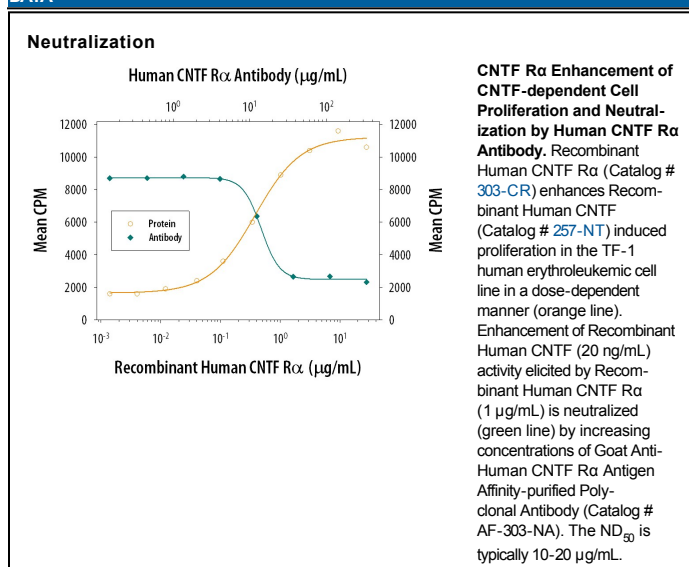 Neutralization
Human CNTF Rα Antibody (μg/mL)
10⁰ 10¹ 10²
12000 12000
10000 10000
8000 8000
6000 6000
4000 4000
2000 2000
0 0
Mean CPM
Mean CPM
Protein
Antibody
10⁻³ 10⁻² 10⁻¹ 10⁰ 10¹
Recombinant Human CNTF Rα (μg/mL)
CNTF Rα Enhancement of
CNTF-dependent Cell
Proliferation and Neutral-
ization by Human CNTF Rα
Antibody. Recombinant
Human CNTF Rα (Catalog #
303-CR) enhances Recom-
binant Human CNTF
(Catalog # 257-NT) induced
proliferation in the TF-1
human erythroleukemic cell
line in a dose-dependent
manner (orange line).
Enhancement of Recombinant
Human CNTF (20 ng/mL)
activity elicited by Recom-
binant Human CNTF Rα
(1 μg/mL) is neutralized
(green line) by increasing
concentrations of Goat Anti-
Human CNTF Rα Antigen
Affinity-purified Poly-
clonal Antibody (Catalog #
AF-303-NA). The ND₅₀ is
typically 10-20 μg/mL.